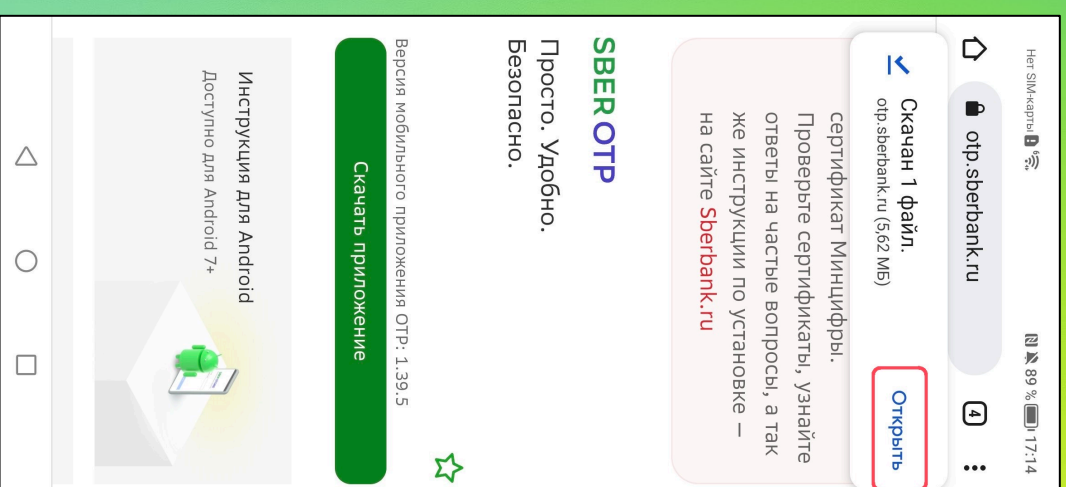 Нет SIM-карты 89 % 17:14
otp.sberbank.ru 4
Скачан 1 файл.
otp.sberbank.ru (5,62 МБ)
Открыть
сертификат Минцифры.
Проверьте сертификаты, узнайте
ответы на частые вопросы, а так
же инструкции по установке –
на сайте Sberbank.ru
SBER OTP
Просто. Удобно.
Безопасно.
Версия мобильного приложения OTP: 1.39.5
Скачать приложение
Инструкция для Android
Доступно для Android 7+